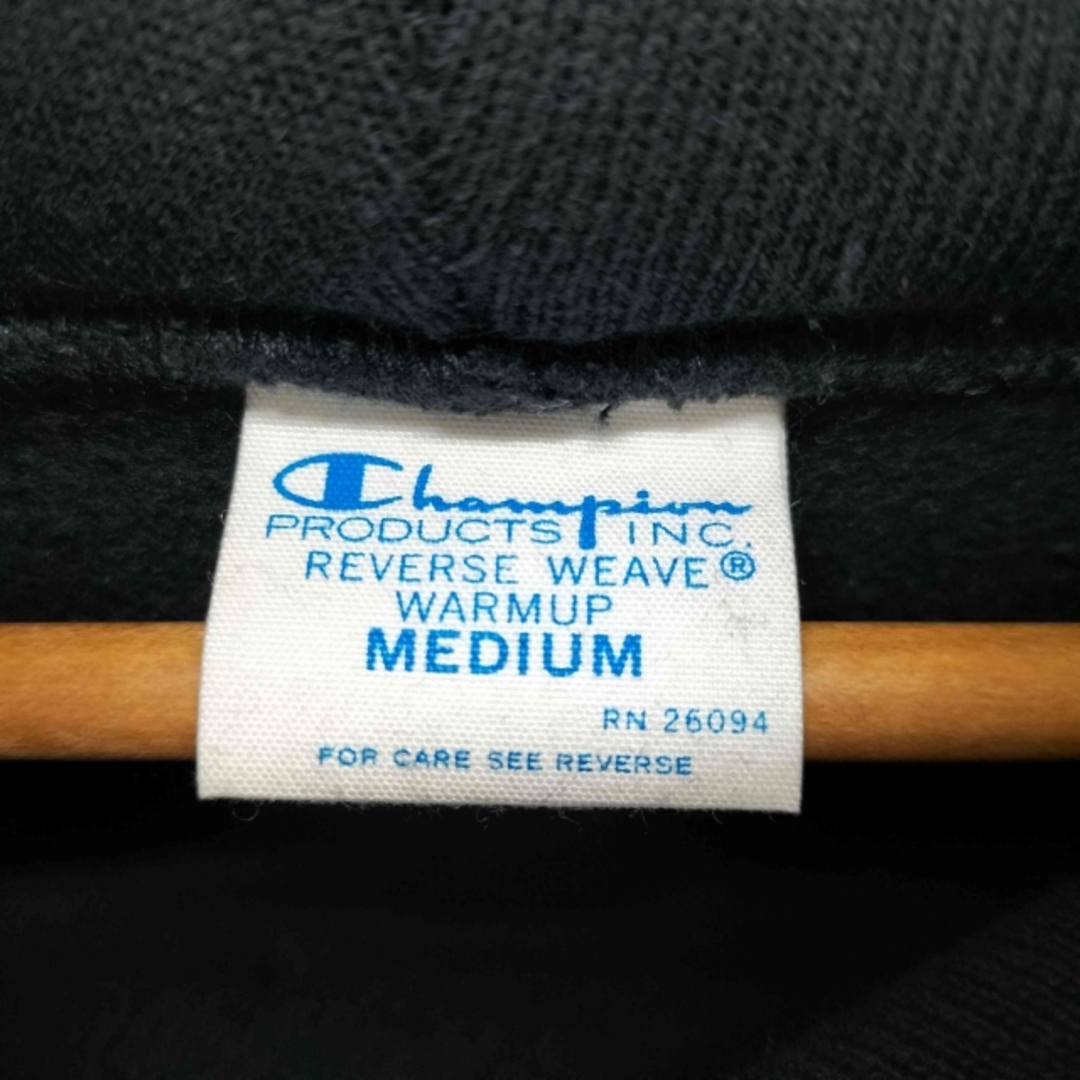 Champion
PRODUCTS INC.
REVERSE WEAVE®
WARMUP
MEDIUM
RN 26094
FOR CARE SEE REVERSE